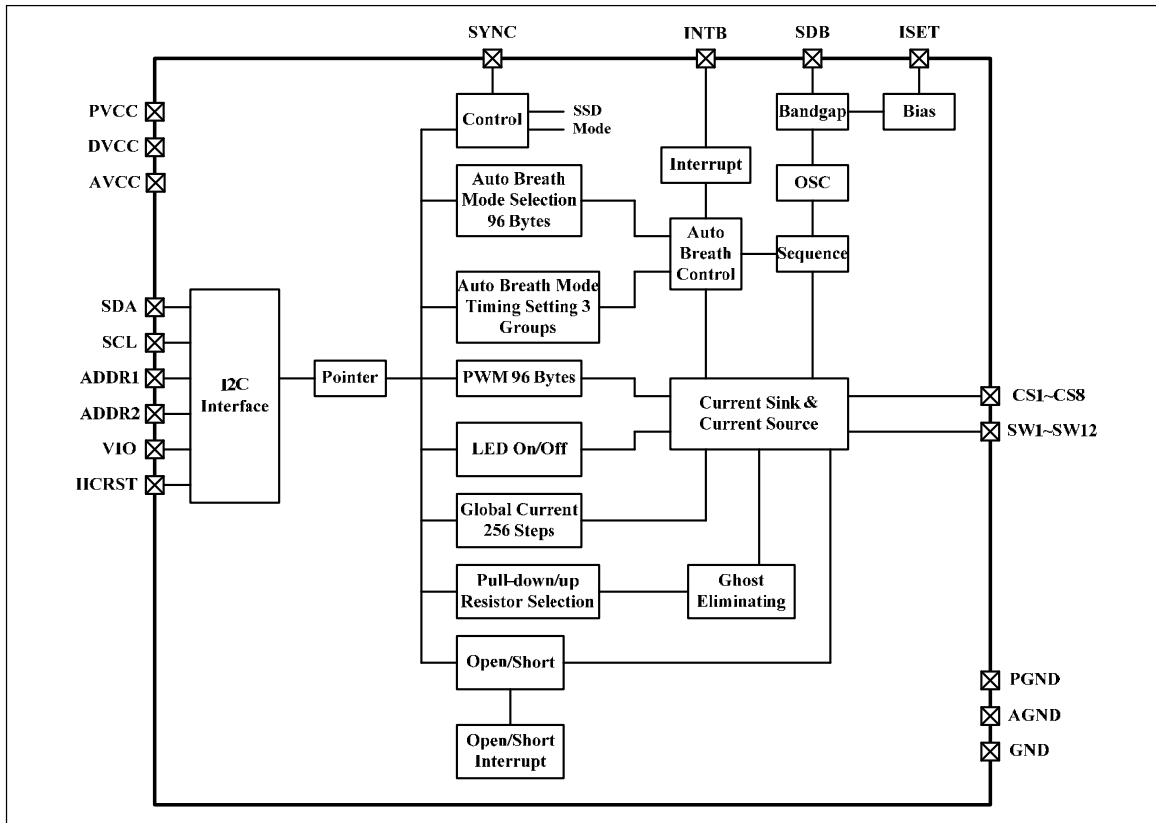 SYNC
INTB
SDB
ISET
PVCC
DVCC
AVCC
Control
SSD
Mode
Bandgap
Bias
Interrupt
OSC
Auto Breath
Mode Selection
96 Bytes
Auto
Breath
Control
Sequence
Auto Breath Mode
Timing Setting 3
Groups
SDA
SCL
ADDR1
ADDR2
VIO
IICRST
I2C
Interface
Pointer
PWM 96 Bytes
Current Sink &
Current Source
CS1~CS8
SW1~SW12
LED On/Off
Global Current
256 Steps
Pull-down/up
Resistor Selection
Ghost
Eliminating
Open/Short
Open/Short
Interrupt
PGND
AGND
GND